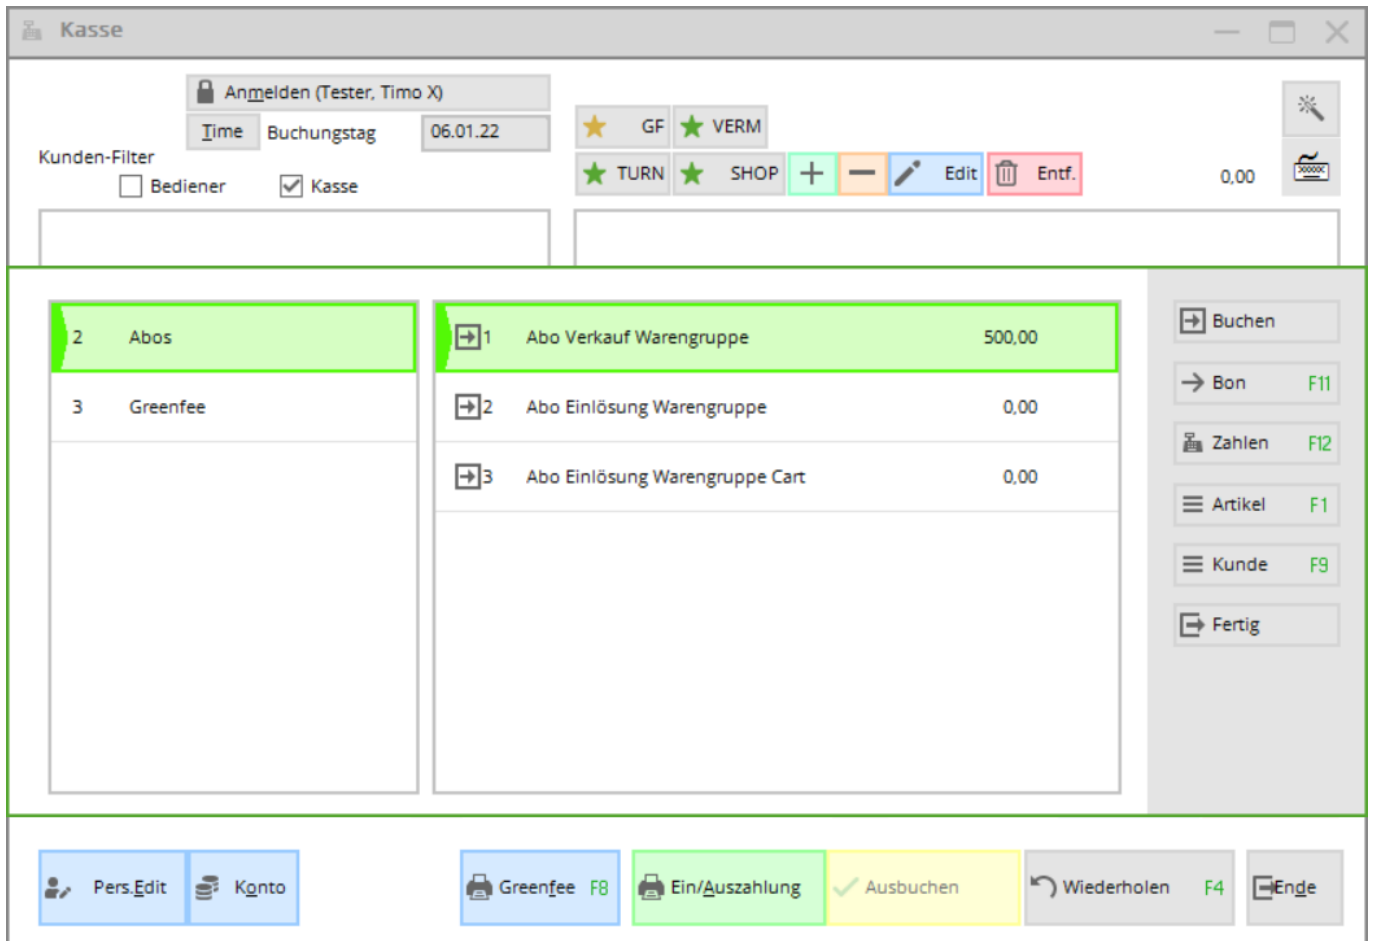 Kasse
Anmelden (Tester, Timo X)
Time Buchungstag 06.01.22
GF VERM
Kunden-Filter
TURN SHOP Edit Entf. 0,00
Bediener Kasse
2 Abos
1 Abo Verkauf Warengruppe 500,00
Buchen
3 Greenfee
2 Abo Einlösung Warengruppe 0,00
Bon F11
Zahlen F12
3 Abo Einlösung Warengruppe Cart 0,00
Artikel F1
Kunde F9
Fertig
Pers.Edit Konto Greenfee F8 Ein/Auszahlung Ausbuchen Wiederholen F4 Ende